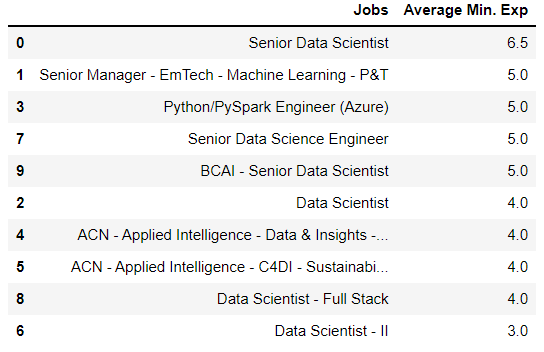 Jobs Average Min. Exp
0 Senior Data Scientist 6.5
1 Senior Manager - EmTech - Machine Learning - P&T 5.0
3 Python/PySpark Engineer (Azure) 5.0
7 Senior Data Science Engineer 5.0
9 BCAI - Senior Data Scientist 5.0
2 Data Scientist 4.0
4 ACN - Applied Intelligence - Data & Insights -... 4.0
5 ACN - Applied Intelligence - C4DI - Sustainabi... 4.0
8 Data Scientist - Full Stack 4.0
6 Data Scientist - II 3.0